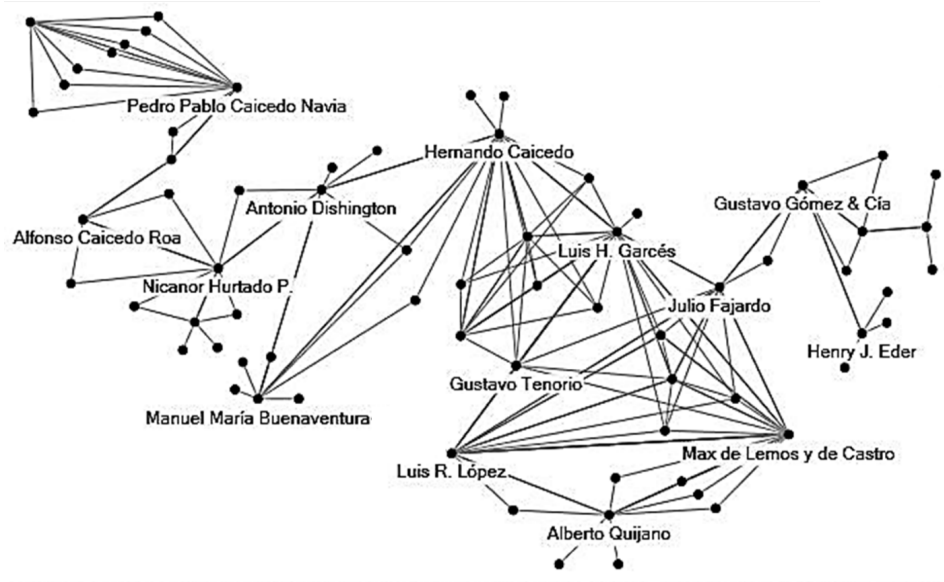 Pedro Pablo Caicedo Navia
Hernando Caicedo
Antonio Dishington
Gustavo Gómez & Cía
Alfonso Caicedo Roa
Luis H. Garcés
Nicanor Hurtado P.
Julio Fajardo
Henry J. Eder
Gustavo Tenorio
Manuel María Buenaventura
Max de Lemos y de Castro
Luis R. López
Alberto Quijano